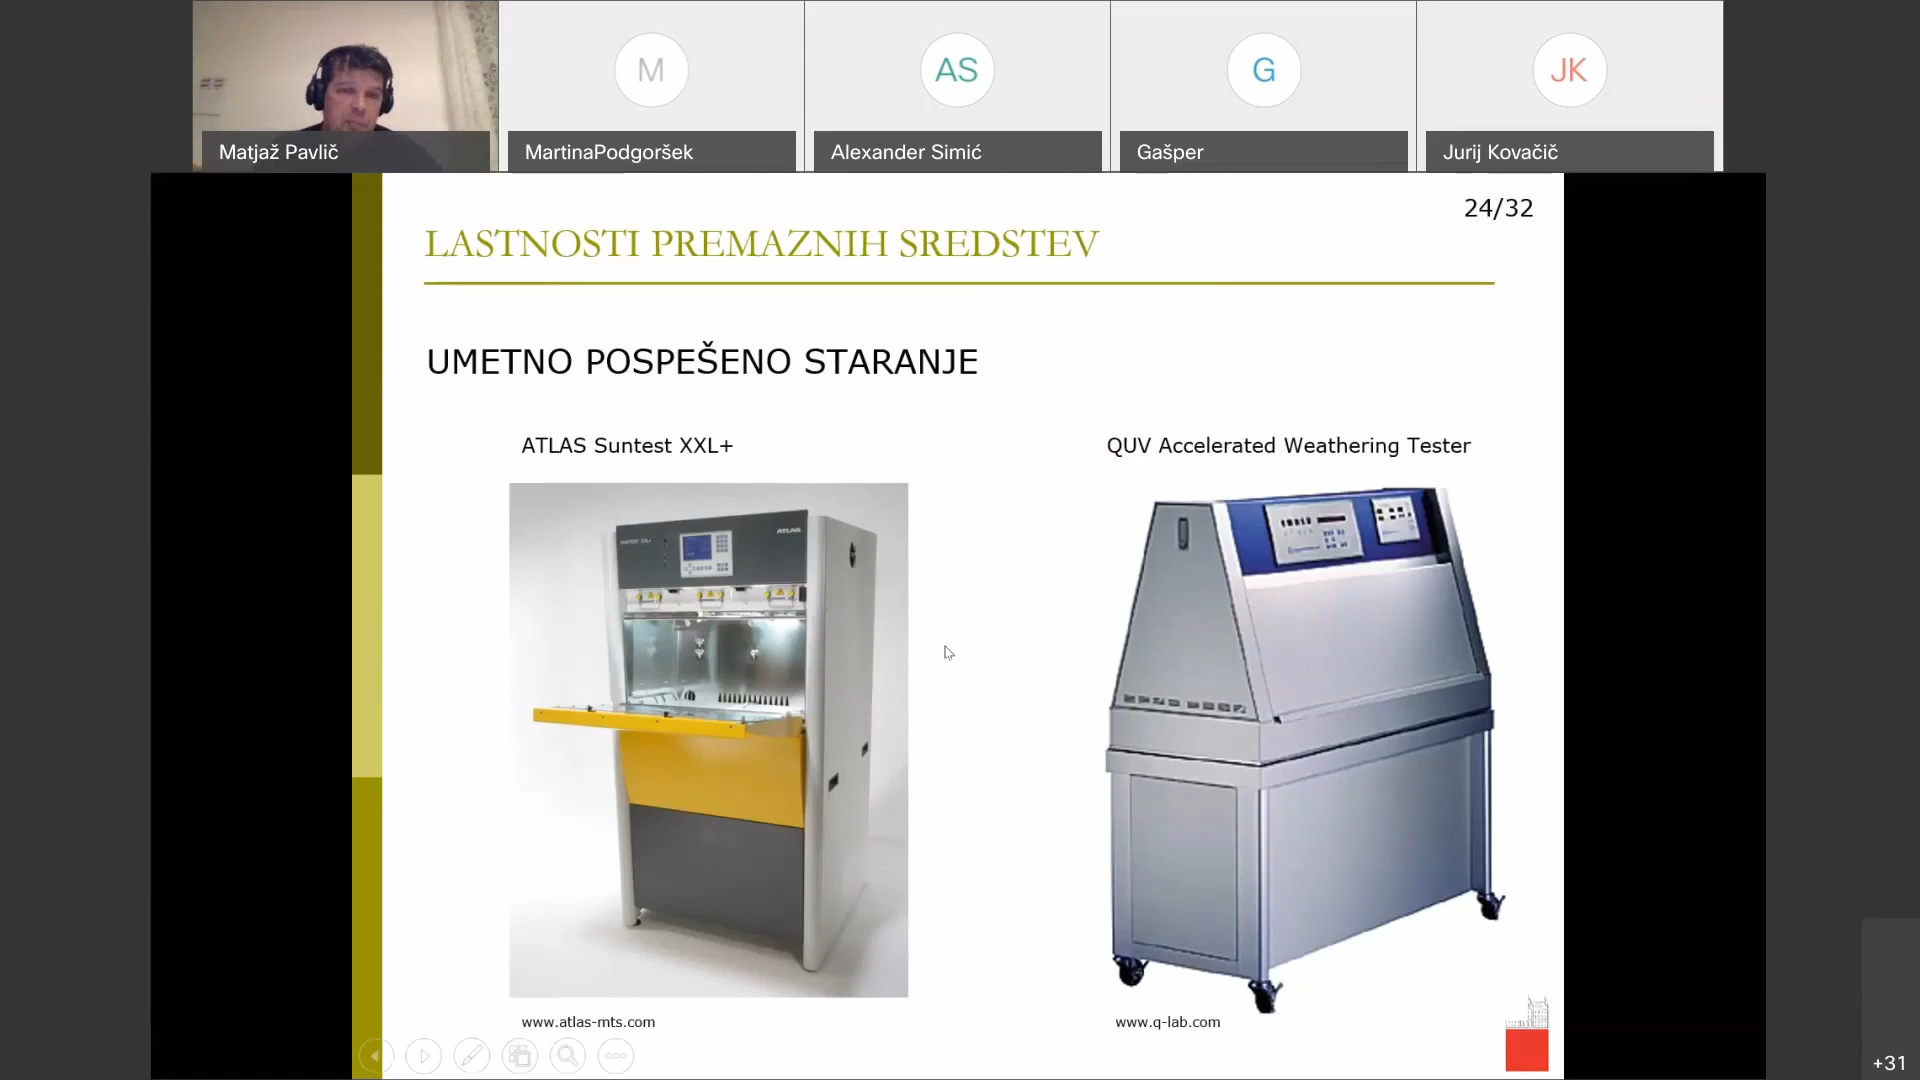 M
AS
G
JK
Matjaž Pavlič
MartinaPodgoršek
Alexander Simić
Gašper
Jurij Kovačič
24/32
LASTNOSTI PREMAZNIH SREDSTEV
UMETNO POSPEŠENO STARANJE
ATLAS Suntest XXL+
QUV Accelerated Weathering Tester
ATLAS
www.atlas-mts.com
www.q-lab.com
+31